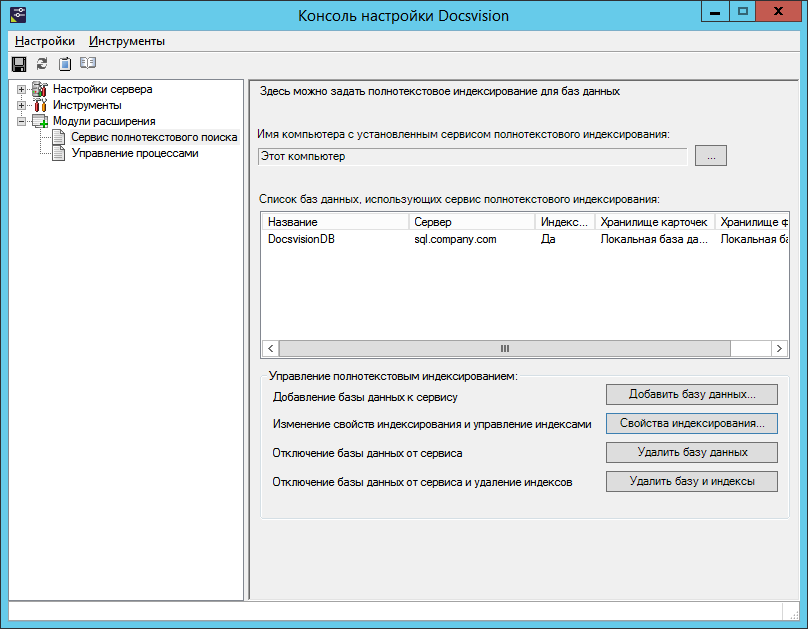 Консоль настройки Docsvision
Настройки Инструменты
Настройки сервера
Инструменты
Модули расширения
Сервис полнотекстового поиска
Управление процессами
Здесь можно задать полнотекстовое индексирование для баз данных
Имя компьютера с установленным сервисом полнотекстового индексирования:
Этот компьютер ...
Список баз данных, использующих сервис полнотекстового индексирования:
Название Сервер Индекс... Хранилище карточек Хранилище ф
DocsvisionDB sql.company.com Да Локальная база да... Локальная ба
Управление полнотекстовым индексированием:
Добавление базы данных к сервису Добавить базу данных...
Изменение свойств индексирования и управление индексами Свойства индексирования...
Отключение базы данных от сервиса Удалить базу данных
Отключение базы данных от сервиса и удаление индексов Удалить базу и индексы